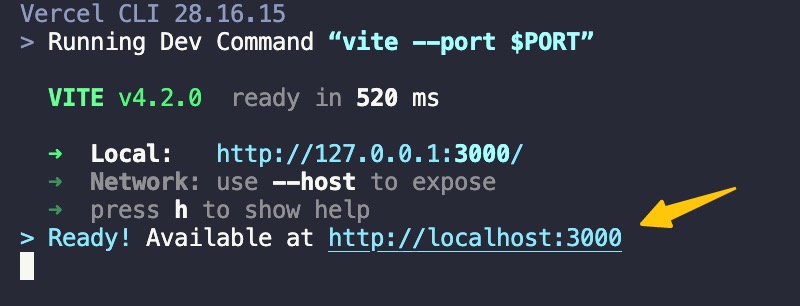 Vercel CLI 28.16.15
> Running Dev Command “vite --port $PORT”
VITE v4.2.0 ready in 520 ms
➜ Local: http://127.0.0.1:3000/
➜ Network: use --host to expose
➜ press h to show help
> Ready! Available at http://localhost:3000